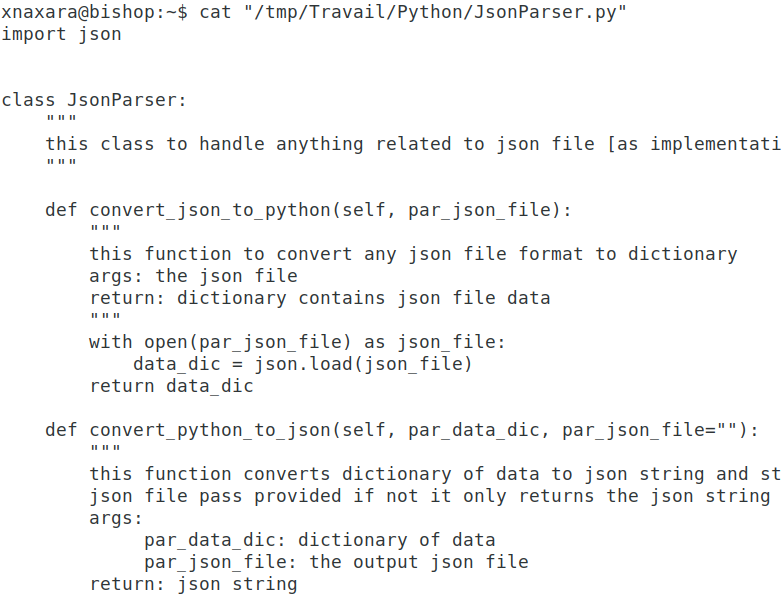 xnaxara@bishop:~$ cat "/tmp/Travail/Python/JsonParser.py"
import json
class JsonParser:
"""
this class to handle anything related to json file [as implementati
"""
def convert_json_to_python(self, par_json_file):
"""
this function to convert any json file format to dictionary
args: the json file
return: dictionary contains json file data
"""
with open(par_json_file) as json_file:
data_dic = json.load(json_file)
return data_dic
def convert_python_to_json(self, par_data_dic, par_json_file=""):
"""
this function converts dictionary of data to json string and st
json file pass provided if not it only returns the json string
args:
par_data_dic: dictionary of data
par_json_file: the output json file
return: json string